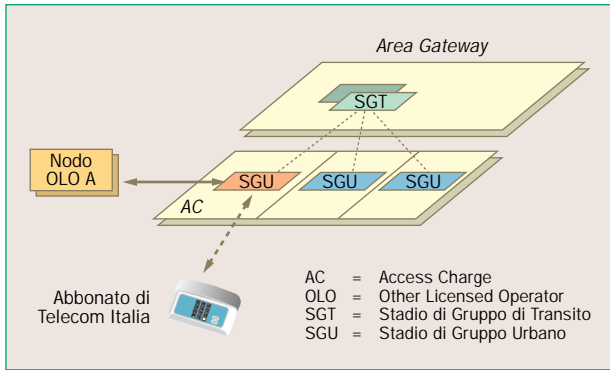 Area Gateway
SGT
Nodo
OLO A
SGU
SGU
SGU
AC
Abbonato di
Telecom Italia
AC = Access Charge
OLO = Other Licensed Operator
SGT = Stadio di Gruppo di Transito
SGU = Stadio di Gruppo Urbano